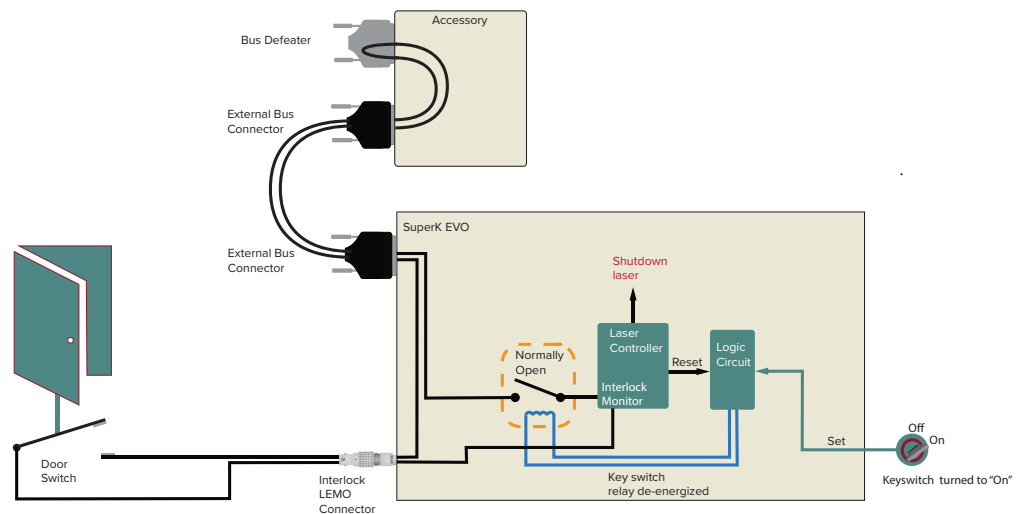 Accessory
Bus Defeater
External Bus
Connector
SuperK EVO
External Bus
Connector
Shutdown
laser
Laser
Controller
Logic
Circuit
Normally
Open
Reset
Interlock
Monitor
Off
On
Set
Door
Switch
Interlock
LEMO
Connector
Key switch
relay de-energized
Keyswitch turned to "On"